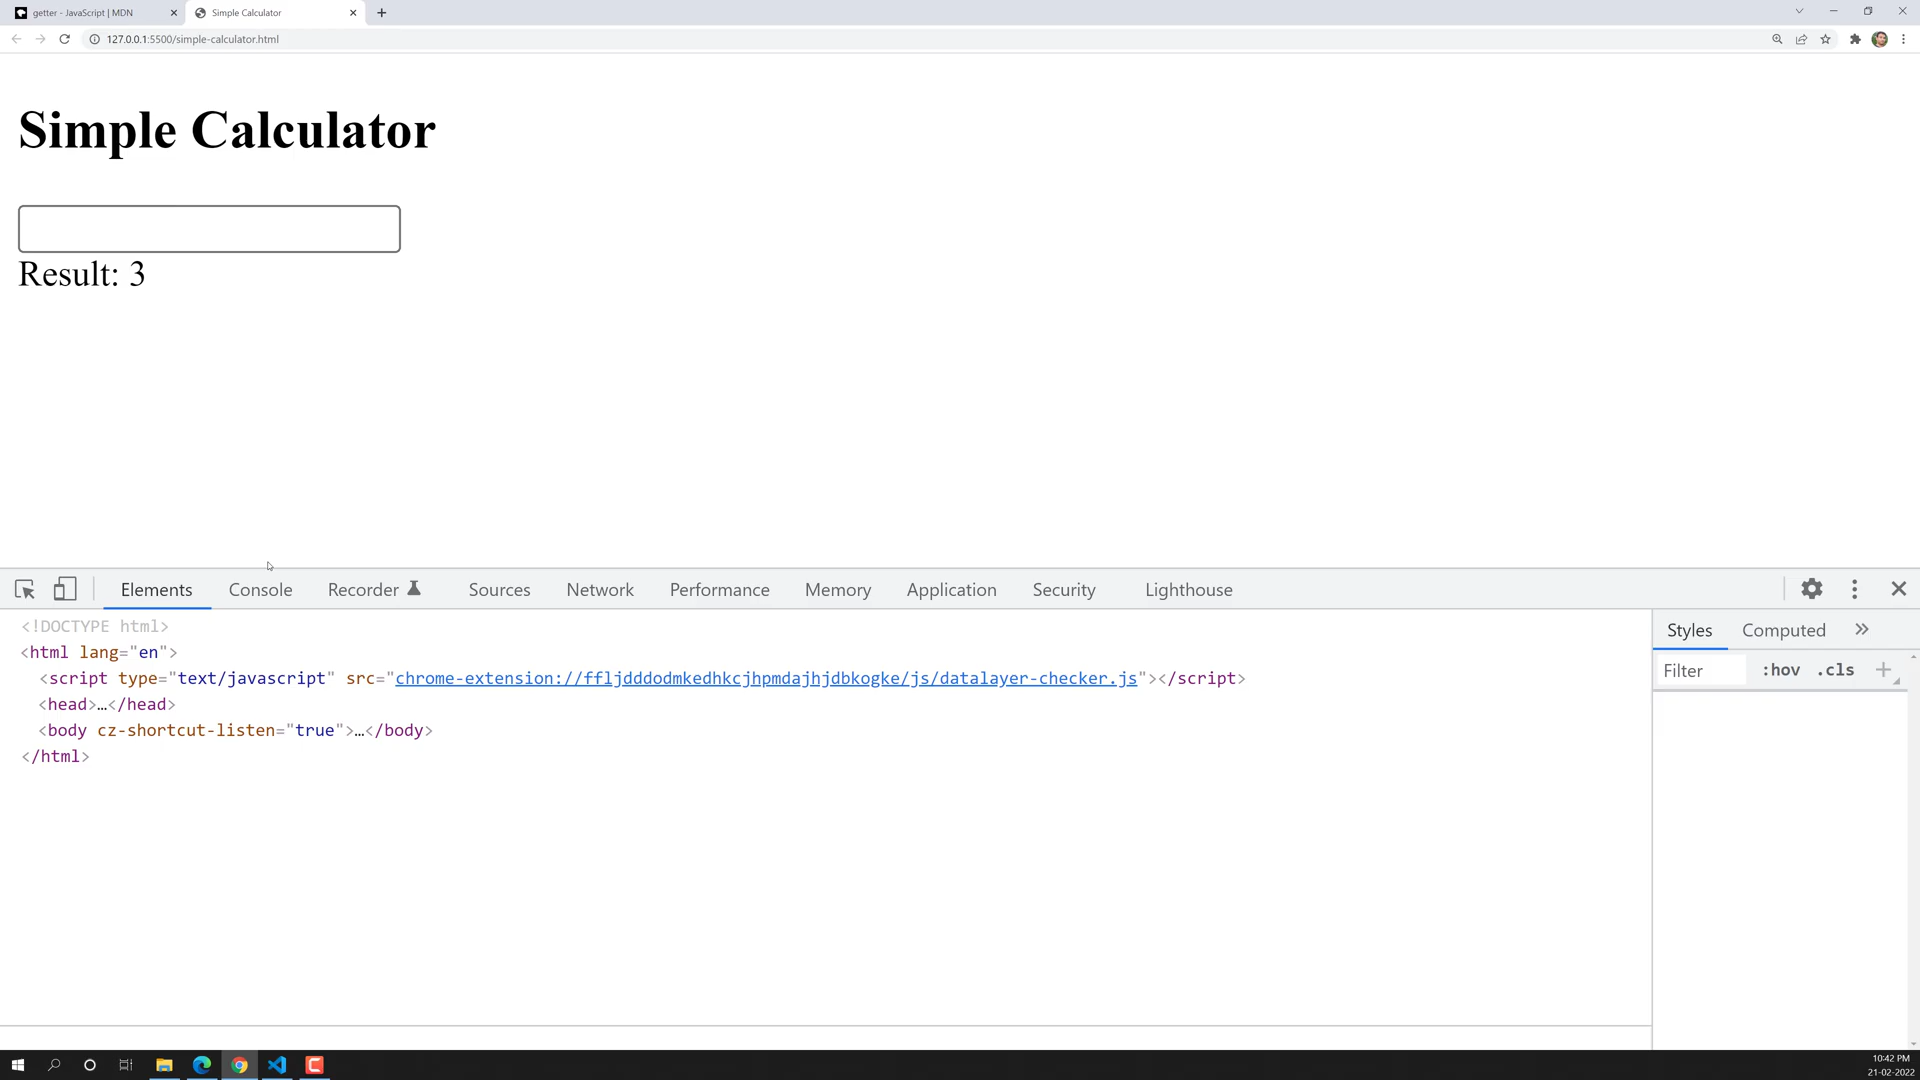 getter - JavaScript | MDN
Simple Calculator
127.0.0.1:5500/simple-calculator.html
Simple Calculator
Result: 3
Elements
Console
Recorder
Sources
Network
Performance
Memory
Application
Security
Lighthouse
<!DOCTYPE html>
<html lang="en">
<script type="text/javascript" src="chrome-extension://ffljdddodmkedhkcjhpmdajhjdbkogke/js/datalayer-checker.js"></script>
<head>…</head>
<body cz-shortcut-listen="true">…</body>
</html>
Styles
Computed
Filter
:hov
.cls
10:42 PM
21-02-2022